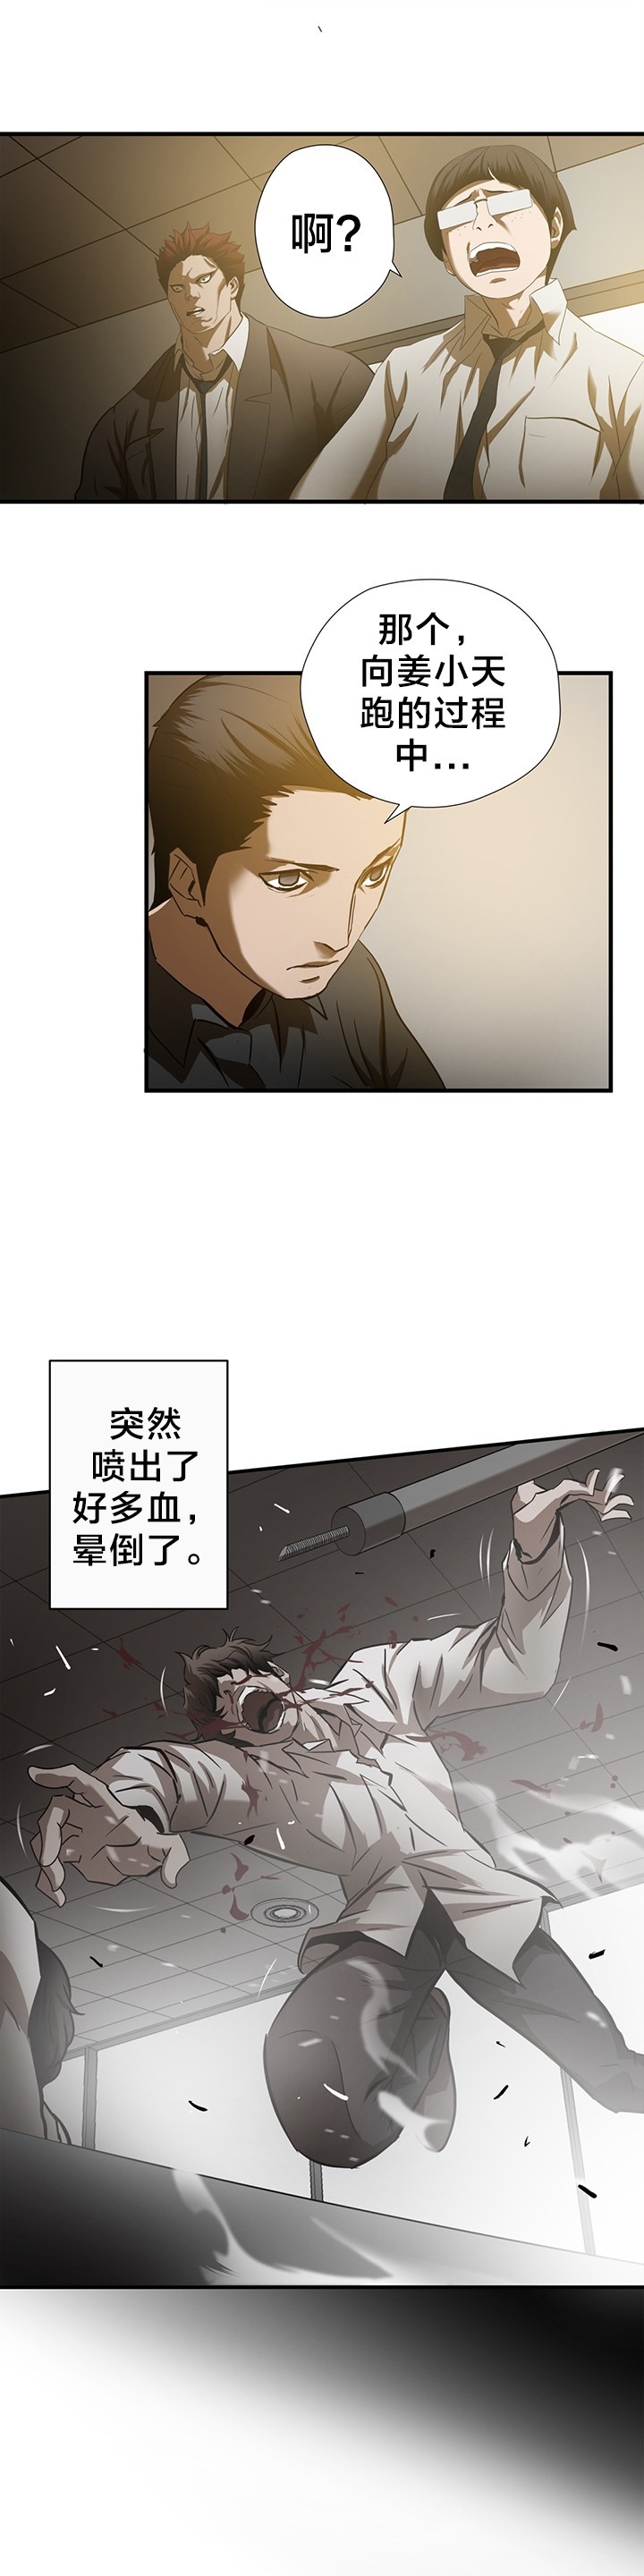 啊?
那个，
向姜小天
跑的过程
中...
突然
喷出了
好多血，
晕倒了。